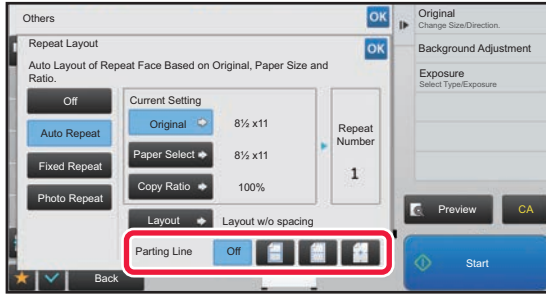 Others
OK
Repeat Layout
OK
Auto Layout of Repeat Face Based on Original, Paper Size and
Ratio.
Off
Auto Repeat
Fixed Repeat
Photo Repeat
Current Setting
Original
8½ x11
Paper Select
8½ x11
Copy Ratio
100%
Repeat
Number
1
Layout
Layout w/o spacing
Parting Line
Off
Back
Original
Change Size/Direction.
Background Adjustment
Exposure
Select Type/Exposure
Preview
CA
Start